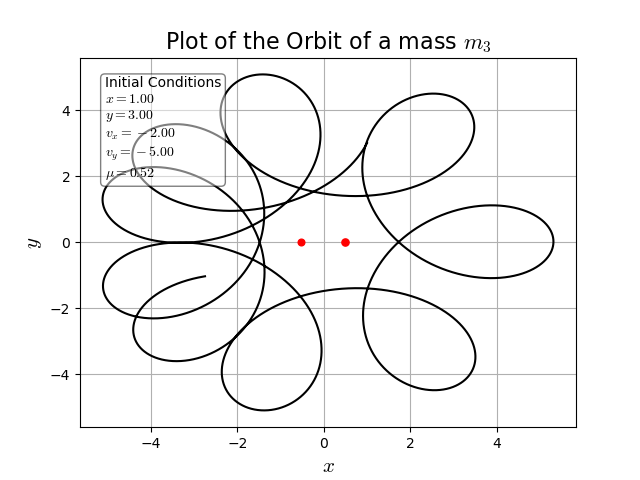 Plot of the Orbit of a mass m₃
Initial Conditions
x = 1.00
y = 3.00
vₓ = −2.00
v_y = −5.00
μ = 0.52
4
2
0
−2
−4
y
−4
−2
0
2
4
x